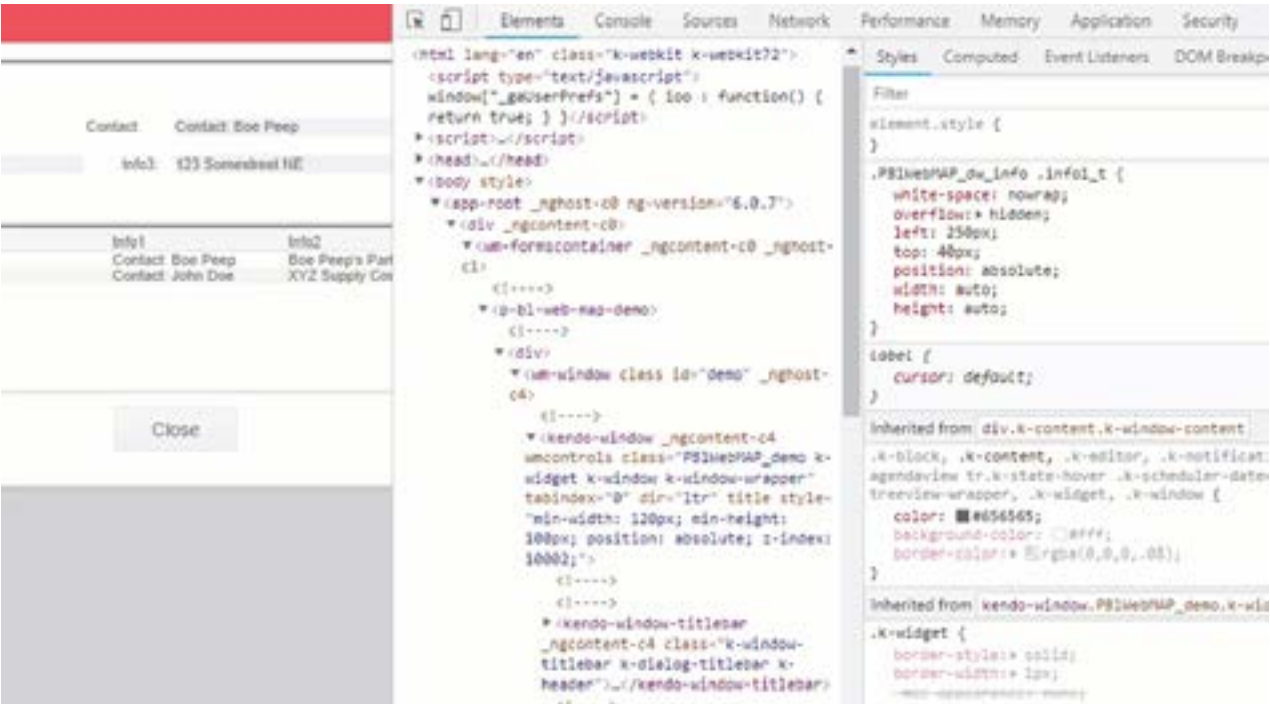 Contact Contact: Boe Peep
Info3: 123 Somestreet NE
Info1 Info2
Contact: Boe Peep Boe Peep's Part
Contact: John Doe XYZ Supply Co
Close
Elements Console Sources Network Performance Memory Application Security
<html lang="en" class="k-webkit k-webkit72">
<script type="text/javascript">
window["_gaUserPrefs"] = { ioo : function() {
return true; } }</script>
<script>…</script>
<head>…</head>
<body style>
<app-root _nghost-c0 ng-version="6.0.7">
<div _ngcontent-c0>
<wm-formscontainer _ngcontent-c0 _nghost-
c1>
<!---->
<p-bl-web-map-demo>
<!---->
<div>
<wm-window class id="demo" _nghost-
c4>
<!---->
<kendo-window _ngcontent-c4
wmcontrols class="PBlWebMAP_demo k-
widget k-window k-window-wrapper"
tabindex="0" dir="ltr" title style=
"min-width: 120px; min-height:
100px; position: absolute; z-index:
10002;">
<!---->
<!---->
<kendo-window-titlebar
_ngcontent-c4 class="k-window-
titlebar k-dialog-titlebar k-
header">…</kendo-window-titlebar>
Styles Computed Event Listeners DOM Breakp
Filter
element.style {
}
.PBlWebMAP_dw_info .info1_t {
white-space: nowrap;
overflow: hidden;
left: 250px;
top: 40px;
position: absolute;
width: auto;
height: auto;
}
label {
cursor: default;
}
Inherited from div.k-content.k-window-content
.k-block, .k-content, .k-editor, .k-notificat
agendaview tr.k-state-hover .k-scheduler-date
treeview-wrapper, .k-widget, .k-window {
color: #656565;
background-color: #fff;
border-color: rgba(0,0,0,.08);
}
Inherited from kendo-window.PBlWebMAP_demo.k-wi
.k-widget {
border-style: solid;
border-width: 1px;